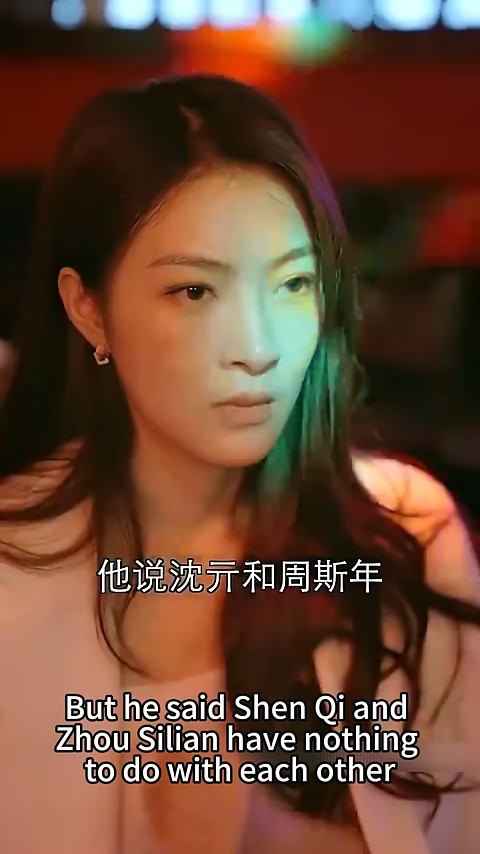 他说沈亓和周斯年
But he said Shen Qi and
Zhou Silian have nothing
to do with each other